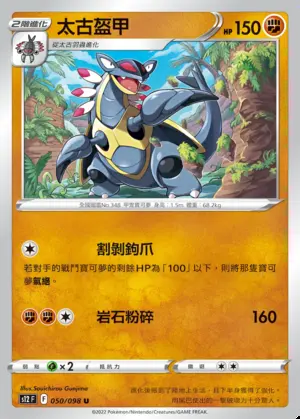 2階進化
太古盔甲
HP 150
從太古羽蟲進化
全國圖鑑No.348 甲冑寶可夢 身高：1.5m 體重：68.2kg
割剝鉤爪
若對手的戰鬥寶可夢的剩餘HP為「100」以下，則將那隻寶可
夢氣絕。
岩石粉碎 160
弱點 ×2 抵抗力 撤退
Illus. Souichirou Gunjima
S12 F F 050/098 U
©2022 Pokémon/Nintendo/Creatures/GAME FREAK.